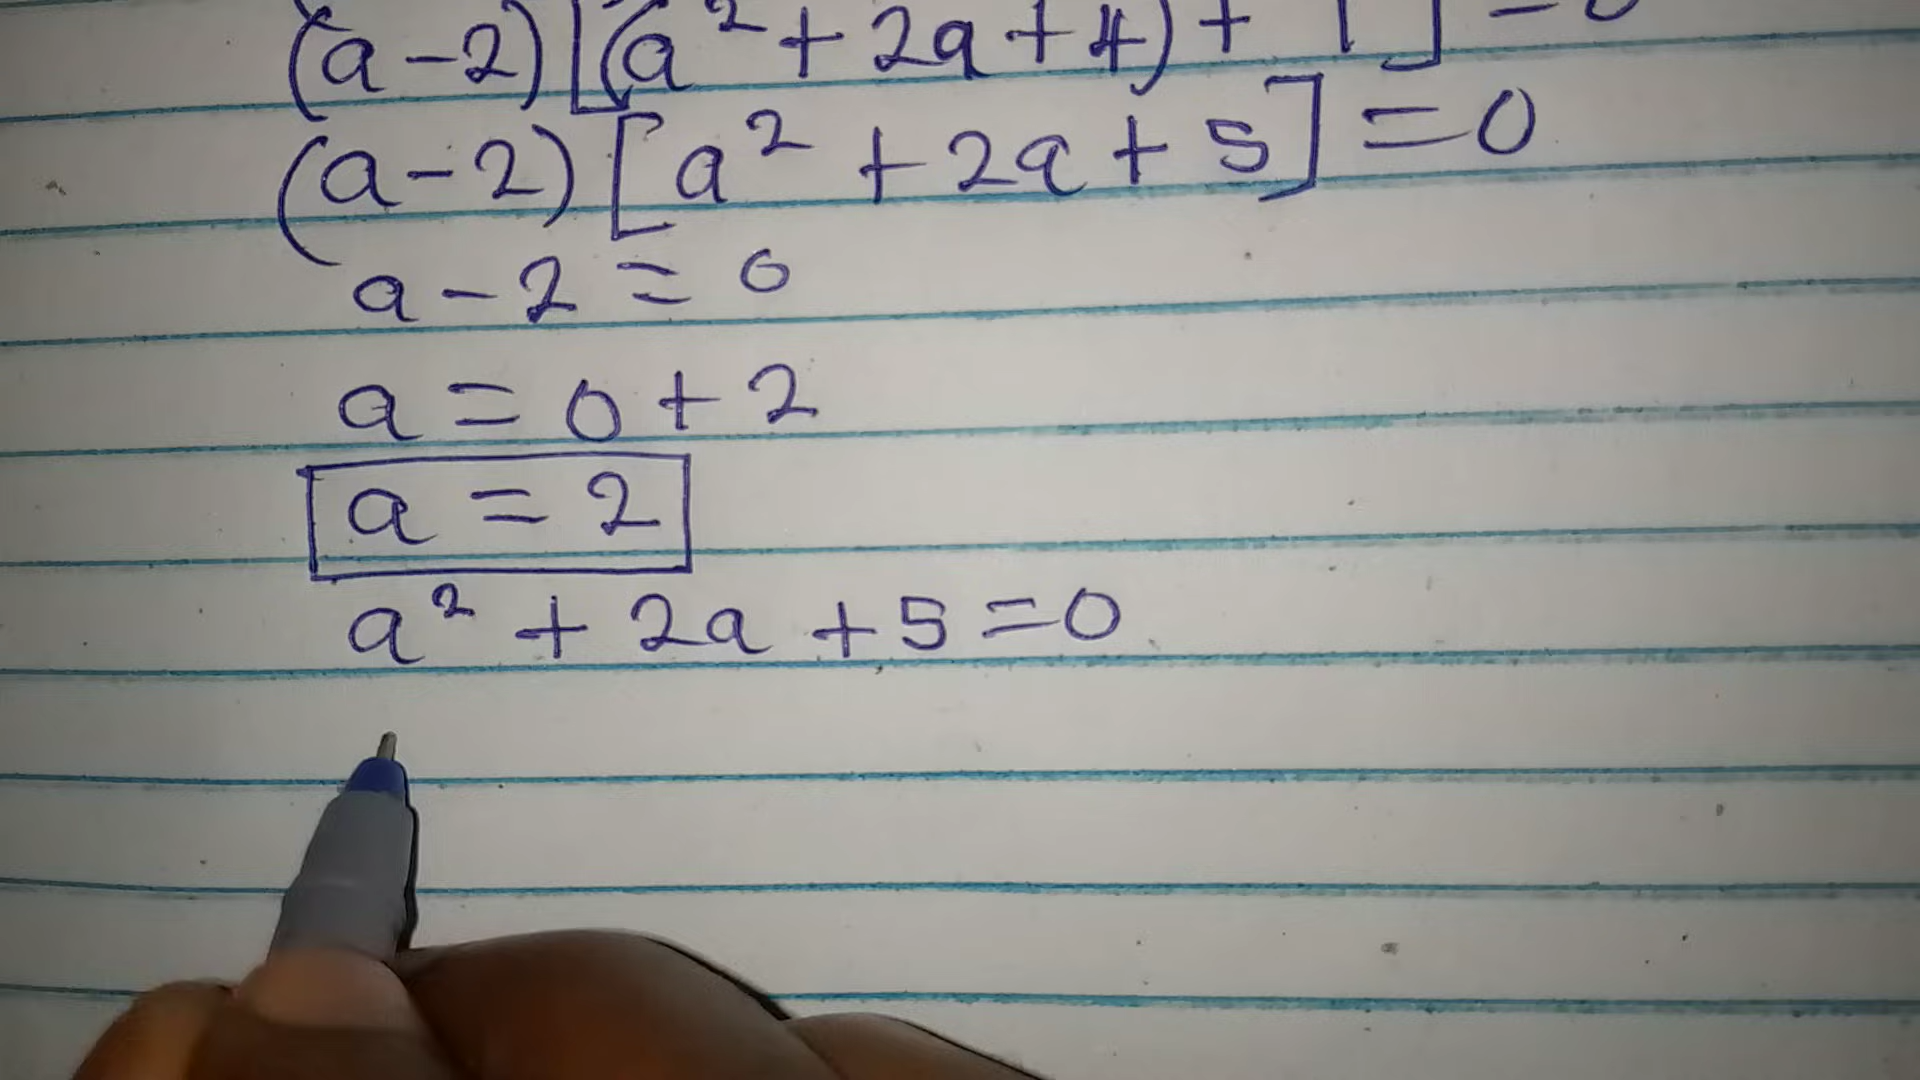 (a-2)[(a²+2a+4)+1]=0
(a-2)[a²+2a+5]=0
a-2=0
a=0+2
a=2
a²+2a+5=0